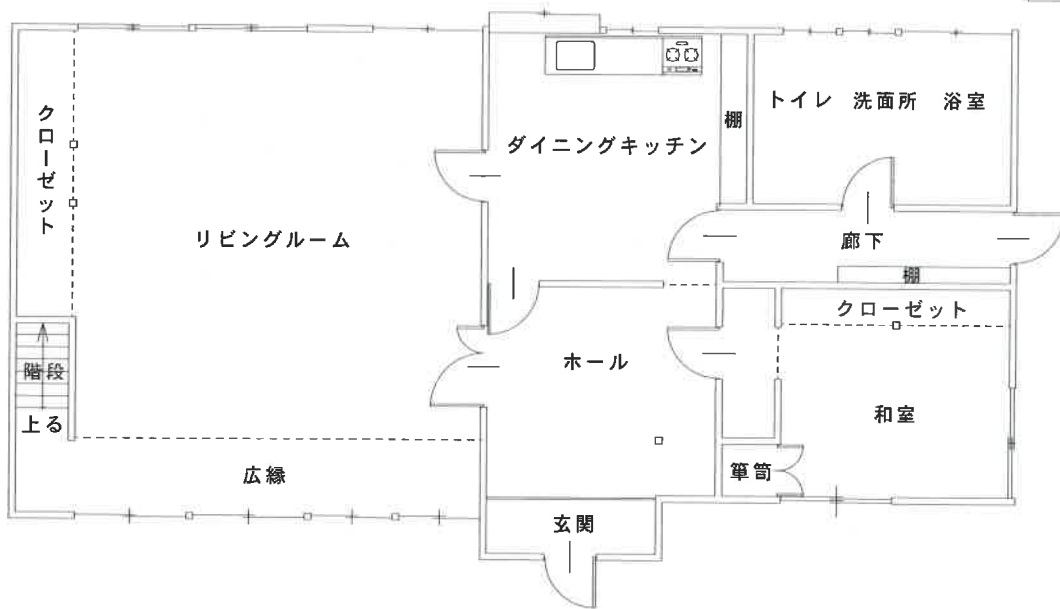 クローゼット
リビングルーム
ダイニングキッチン
棚
トイレ 洗面所 浴室
廊下
棚
クローゼット
階段
上る
ホール
和室
広縁
箪笥
玄関